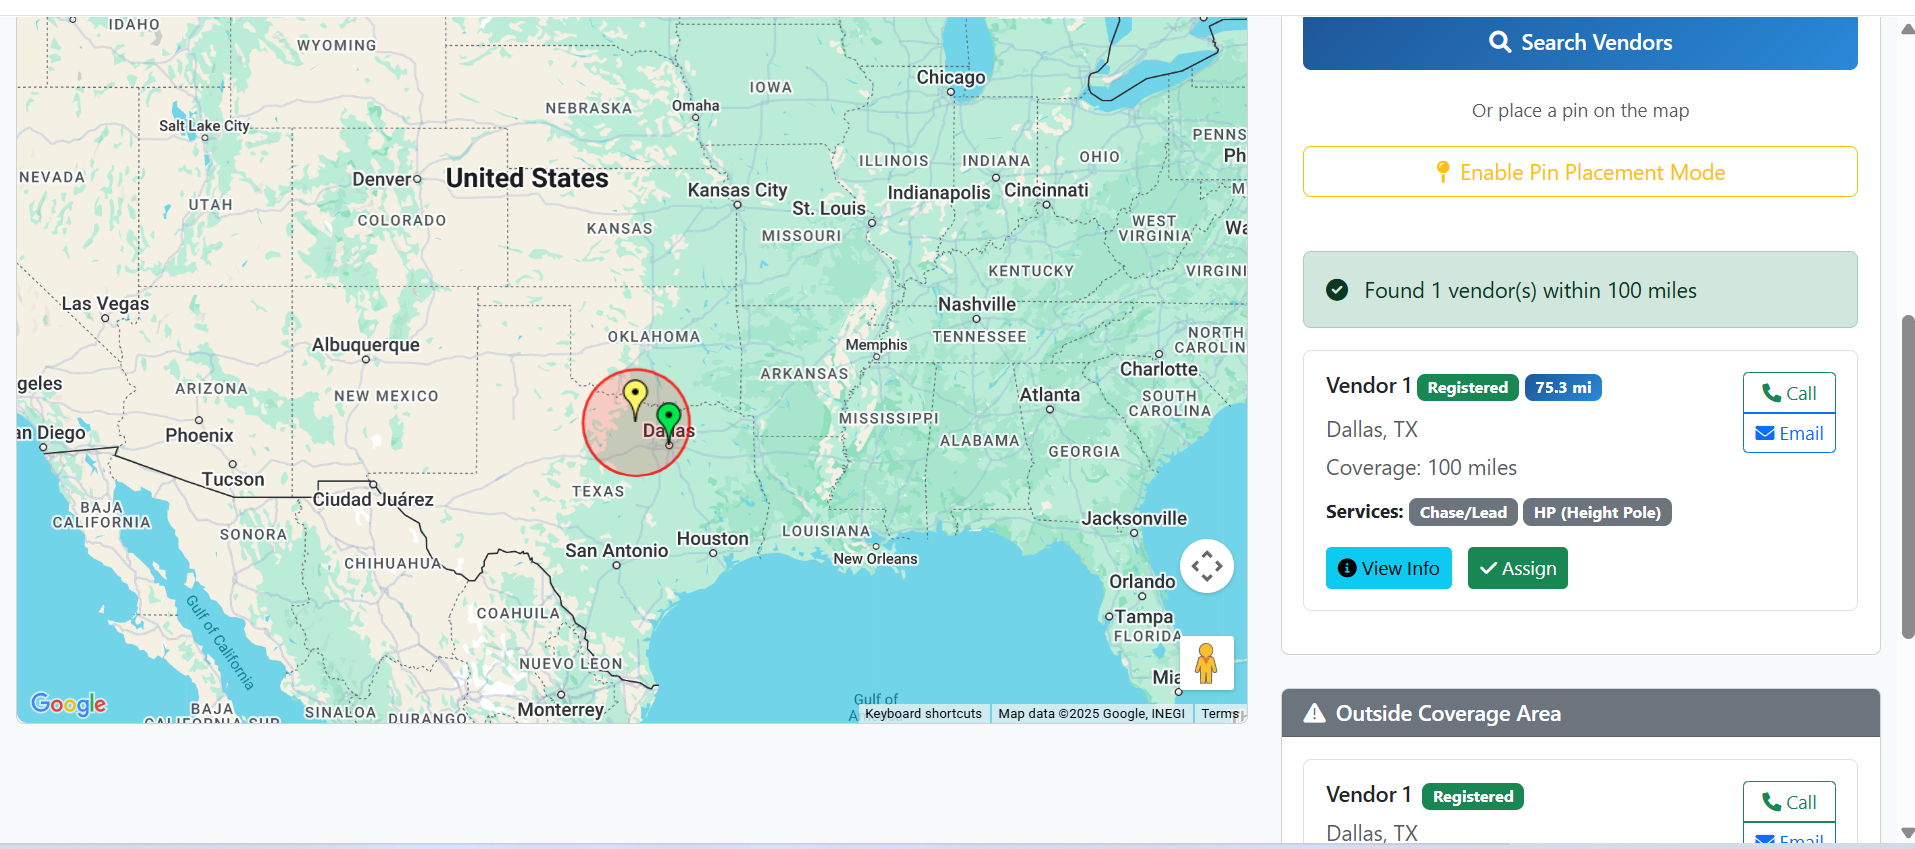 IDAHO
WYOMING
Chicago
IOWA
NEBRASKA
Omaha
Salt Lake City
PENNS
Ph
ILLINOIS
INDIANA
OHIO
NEVADA
Denver
United States
UTAH
COLORADO
Kansas City
Indianapolis
Cincinnati
M
St. Louis
KANSAS
MISSOURI
WEST
VIRGINIA
Wa
KENTUCKY
VIRGINI
Las Vegas
Nashville
OKLAHOMA
TENNESSEE
NORTH
CAROLIN
Albuquerque
Memphis
Charlotte
geles
ARIZONA
NEW MEXICO
ARKANSAS
Atlanta
SOUTH
CAROLINA
an Diego
Phoenix
Dallas
MISSISSIPPI
ALABAMA
GEORGIA
Tucson
TEXAS
Ciudad Juárez
BAJA
CALIFORNIA
SONORA
Jacksonville
LOUISIANA
Houston
San Antonio
New Orleans
CHIHUAHUA
Orlando
COAHUILA
Tampa
FLORIDA
Gulf of California
NUEVO LEON
Mia
Google
BAJA
CALIFORNIA SUR
SINALOA
DURANGO
Monterrey
Gulf of
Keyboard shortcuts
Map data ©2025 Google, INEGI
Terms
Search Vendors
Or place a pin on the map
Enable Pin Placement Mode
Found 1 vendor(s) within 100 miles
Vendor 1 Registered 75.3 mi
Call
Dallas, TX
Email
Coverage: 100 miles
Services: Chase/Lead HP (Height Pole)
View Info Assign
Outside Coverage Area
Vendor 1 Registered
Call
Dallas, TX
Email